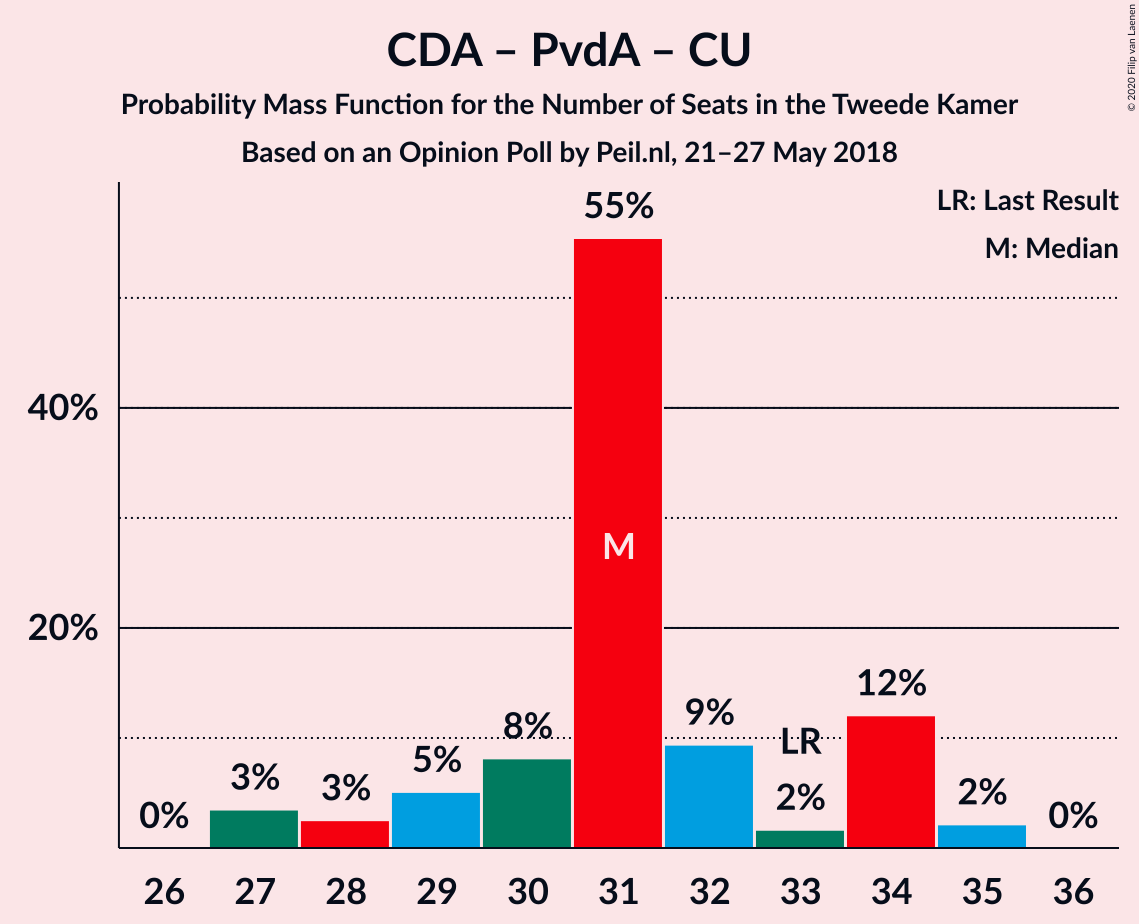 CDA – PvdA – CU
Probability Mass Function for the Number of Seats in the Tweede Kamer
Based on an Opinion Poll by Peil.nl, 21–27 May 2018
© 2020 Filip van Laenen
LR: Last Result
M: Median
55%
40%
M
20%
12%
9%
8%
LR
5%
3%
3%
2%
2%
0%
0%
26 27 28 29 30 31 32 33 34 35 36